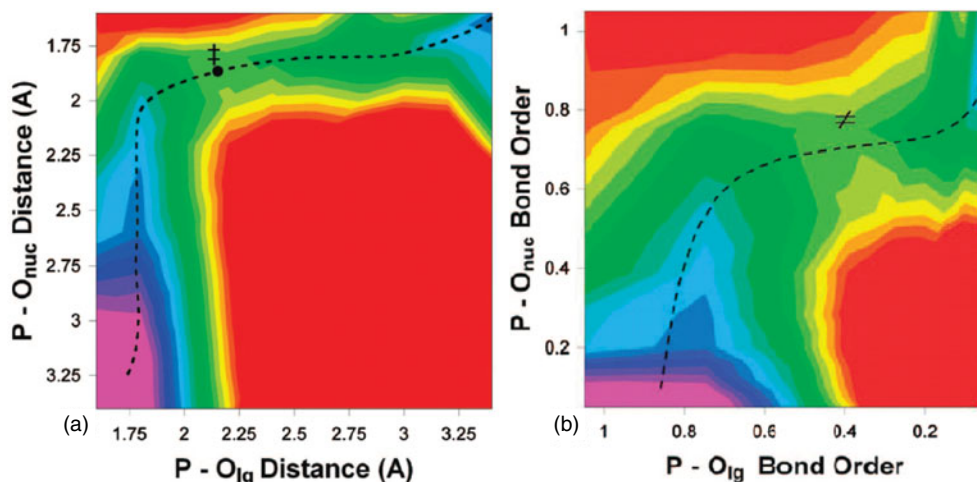 P - Onuc Distance (A)
1.75
2
2.25
2.5
2.75
3
3.25
‡
(a)
1.75 2 2.25 2.5 2.75 3 3.25
P - Olg Distance (A)
P - Onuc Bond Order
1
0.8
0.6
0.4
0.2
‡
(b)
1 0.8 0.6 0.4 0.2
P - Olg Bond Order